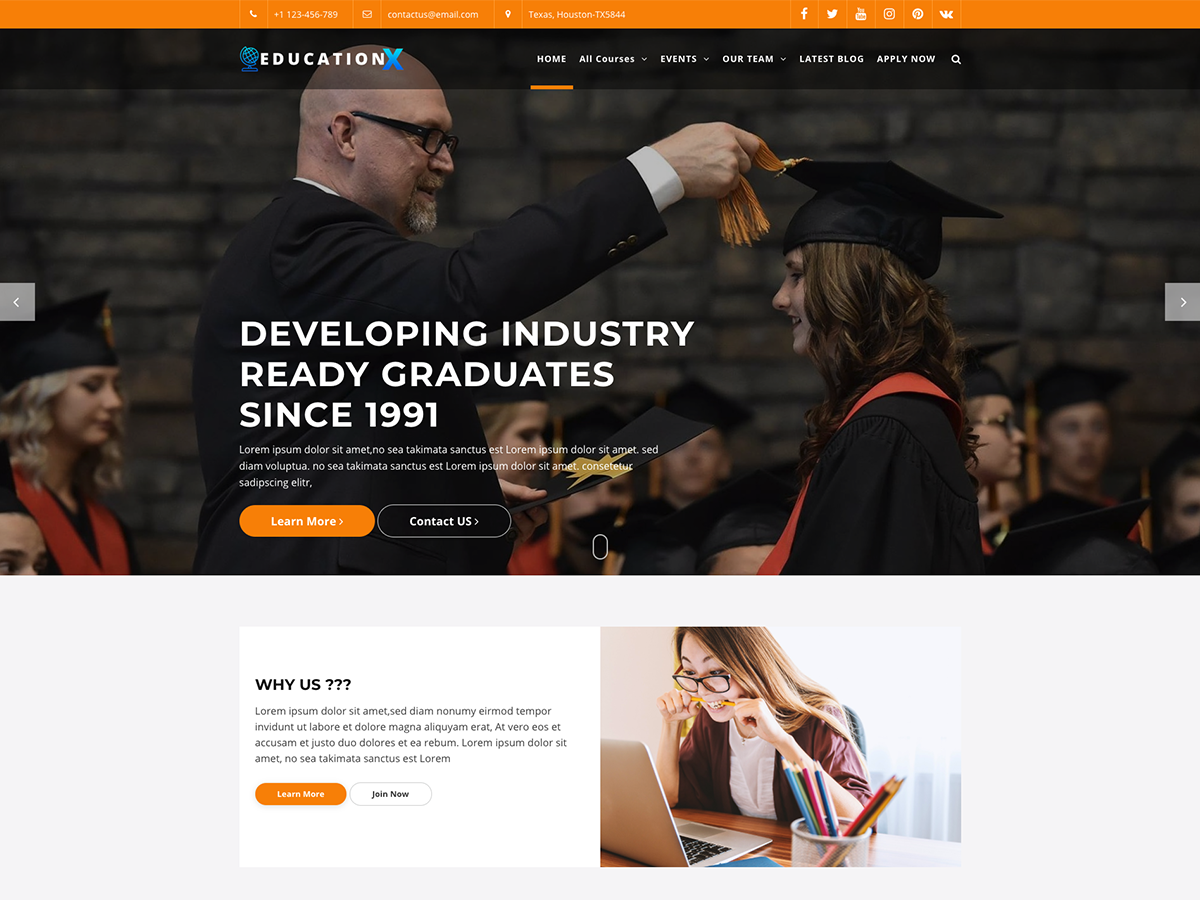 +1 123-456-789 contactus@email.com Texas, Houston-TX5844
EDUCATIONX
HOME All Courses EVENTS OUR TEAM LATEST BLOG APPLY NOW
DEVELOPING INDUSTRY
READY GRADUATES
SINCE 1991
Lorem ipsum dolor sit amet,no sea takimata sanctus est Lorem ipsum dolor sit amet. sed
diam voluptua. no sea takimata sanctus est Lorem ipsum dolor sit amet. consetetur
sadipscing elitr,
Learn More Contact US
WHY US ???
Lorem ipsum dolor sit amet,sed diam nonumy eirmod tempor
invidunt ut labore et dolore magna aliquyam erat, At vero eos et
accusam et justo duo dolores et ea rebum. Lorem ipsum dolor sit
amet, no sea takimata sanctus est Lorem
Learn More Join Now